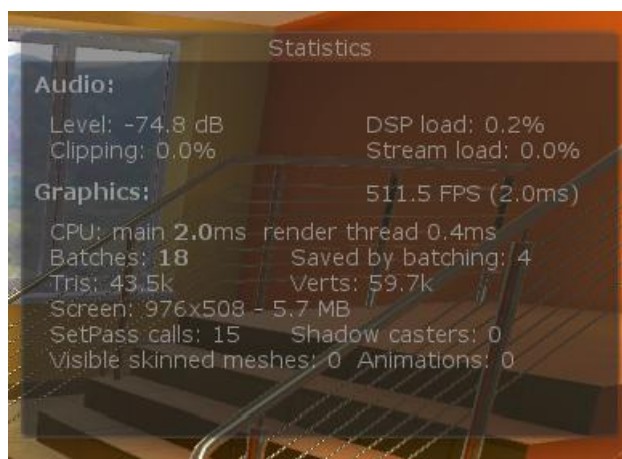 Statistics
Audio:
Level: -74.8 dB DSP load: 0.2%
Clipping: 0.0% Stream load: 0.0%
Graphics: 511.5 FPS (2.0ms)
CPU: main 2.0ms render thread 0.4ms
Batches: 18 Saved by batching: 4
Tris: 43.5k Verts: 59.7k
Screen: 976x508 - 5.7 MB
SetPass calls: 15 Shadow casters: 0
Visible skinned meshes: 0 Animations: 0